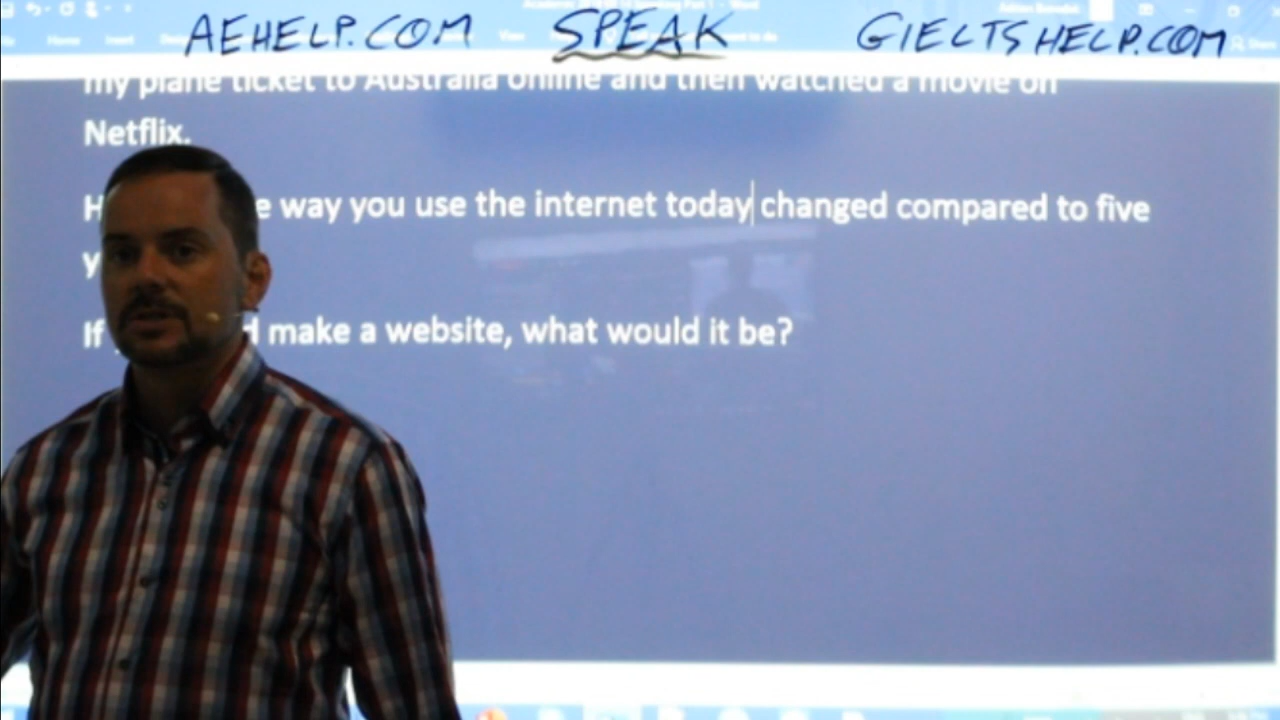 AEHELP.COM SPEAK GIELTSHELP.COM
my plane ticket to Australia online and then watched a movie on
Netflix.
H e way you use the internet today changed compared to five
y
If d make a website, what would it be?